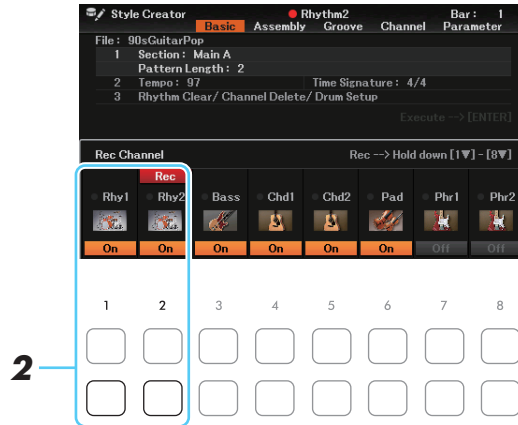 Style Creator Rhythm2 Bar: 1
Basic Assembly Groove Channel Parameter
File: 90sGuitarPop
1 Section: Main A
Pattern Length: 2
2 Tempo: 97 Time Signature: 4/4
3 Rhythm Clear/ Channel Delete/ Drum Setup
Execute --> [ENTER]
Rec Channel Rec --> Hold down [1▼] - [8▼]
Rec
Rhy1 Rhy2 Bass Chd1 Chd2 Pad Phr1 Phr2
On On On On On On Off Off
1 2 3 4 5 6 7 8
2